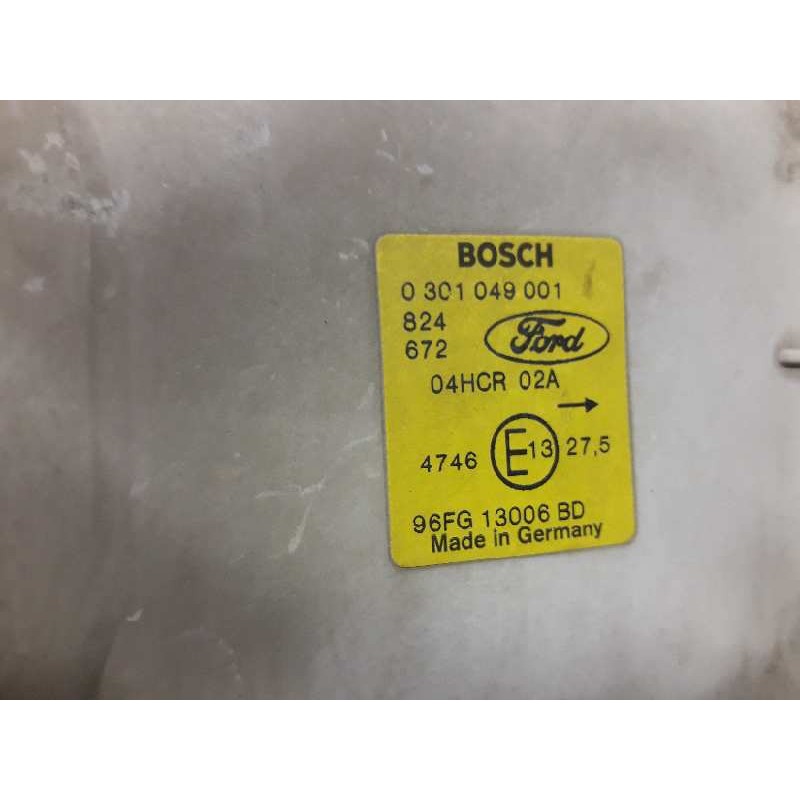 BOSCH
0 301 049 001
824
672
Ford
04HCR 02A
4746 E13 27,5
96FG 13006 BD
Made in Germany